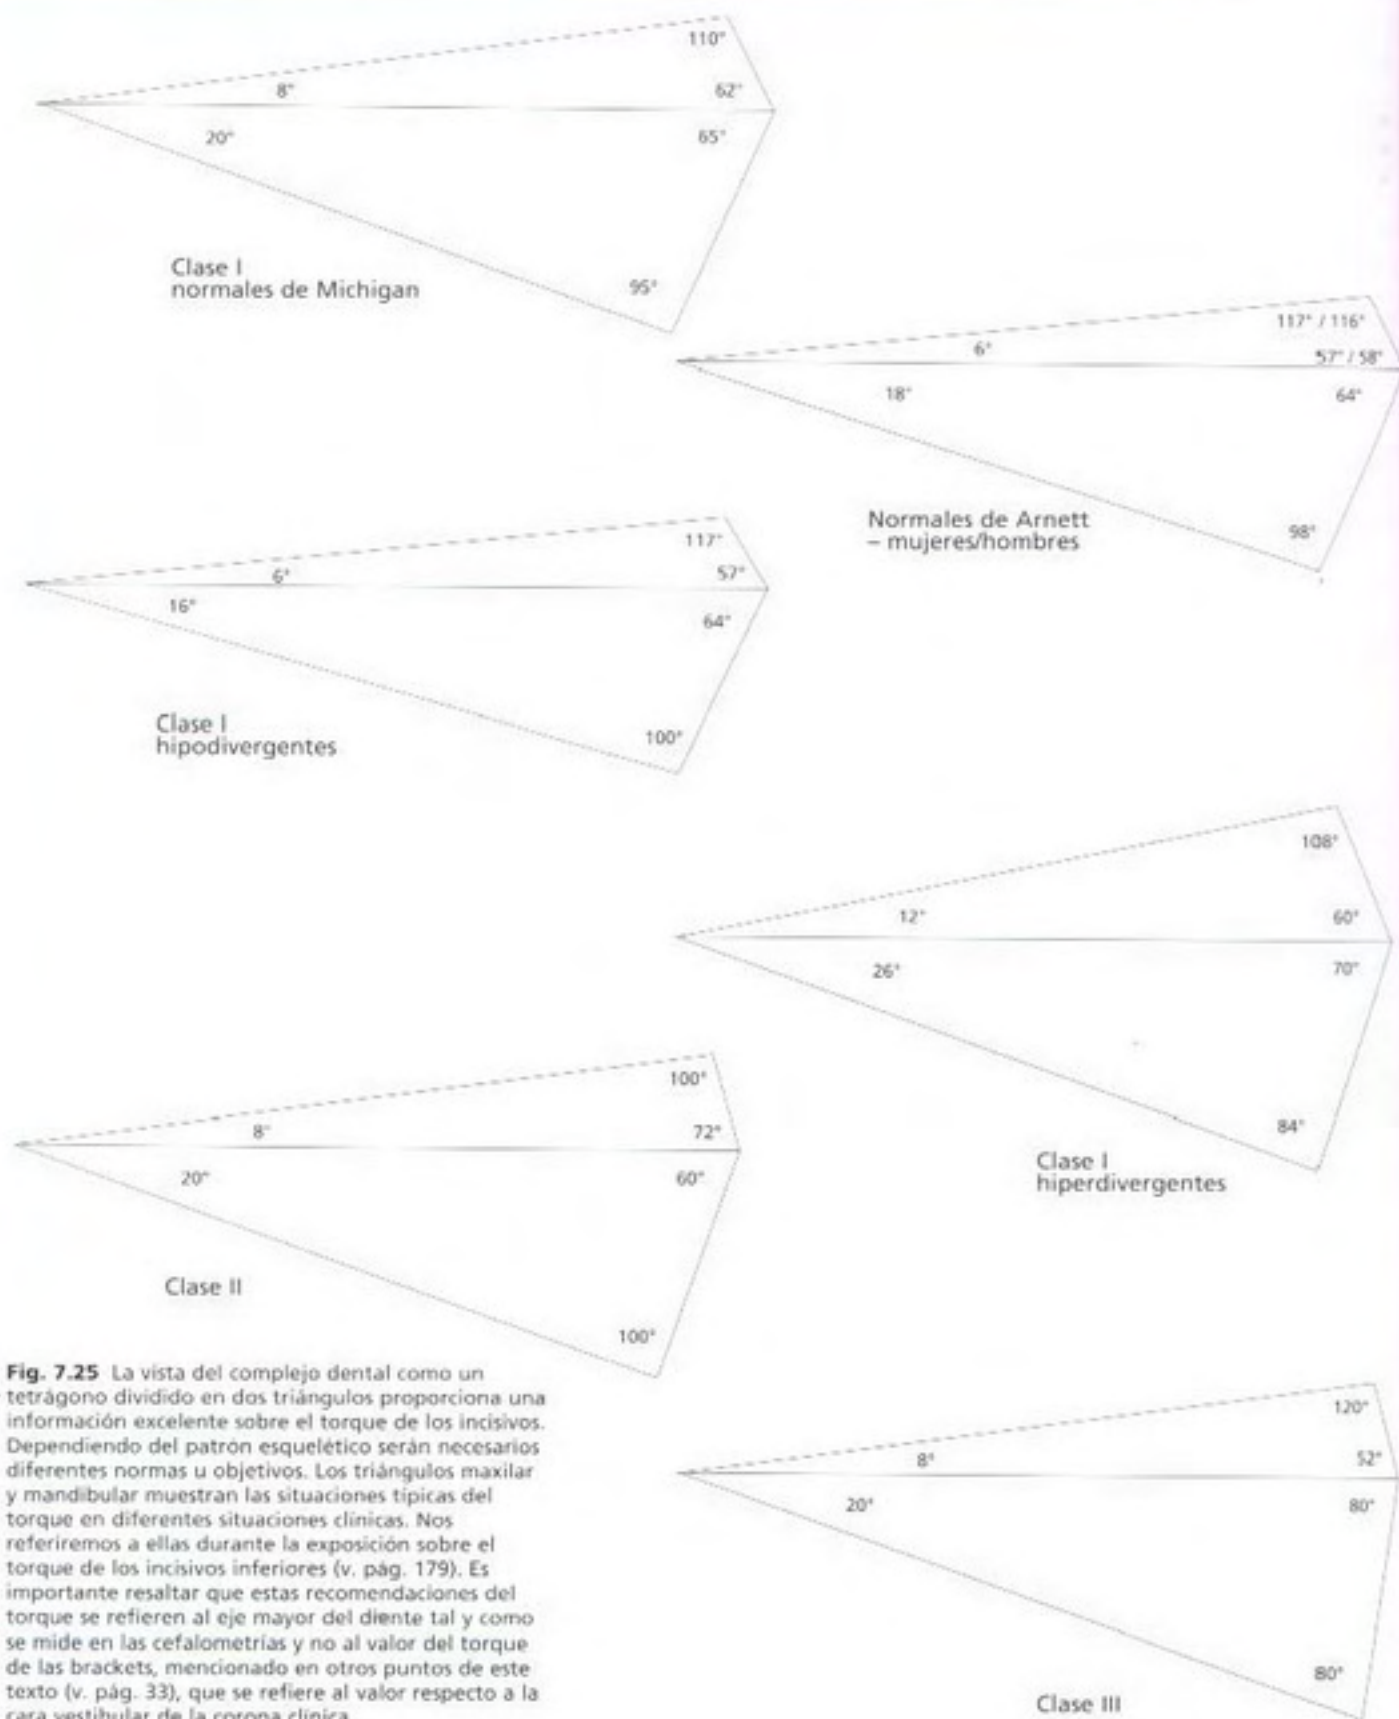 110°
8°
62°
20°
65°
95°
Clase I
normales de Michigan
117° / 116°
6°
57° / 58°
18°
64°
98°
Normales de Arnett
– mujeres/hombres
117°
6°
57°
16°
64°
100°
Clase I
hipodivergentes
108°
12°
60°
26°
70°
84°
Clase I
hiperdivergentes
100°
8°
72°
20°
60°
100°
Clase II
Fig. 7.25 La vista del complejo dental como un
tetrágono dividido en dos triángulos proporciona una
información excelente sobre el torque de los incisivos.
Dependiendo del patrón esquelético serán necesarios
diferentes normas u objetivos. Los triángulos maxilar
y mandibular muestran las situaciones típicas del
torque en diferentes situaciones clínicas. Nos
referiremos a ellas durante la exposición sobre el
torque de los incisivos inferiores (v. pág. 179). Es
importante resaltar que estas recomendaciones del
torque se refieren al eje mayor del diente tal y como
se mide en las cefalometrías y no al valor del torque
de las brackets, mencionado en otros puntos de este
texto (v. pág. 33), que se refiere al valor respecto a la
cara vestibular de la corona clínica.
120°
8°
52°
20°
80°
80°
Clase III